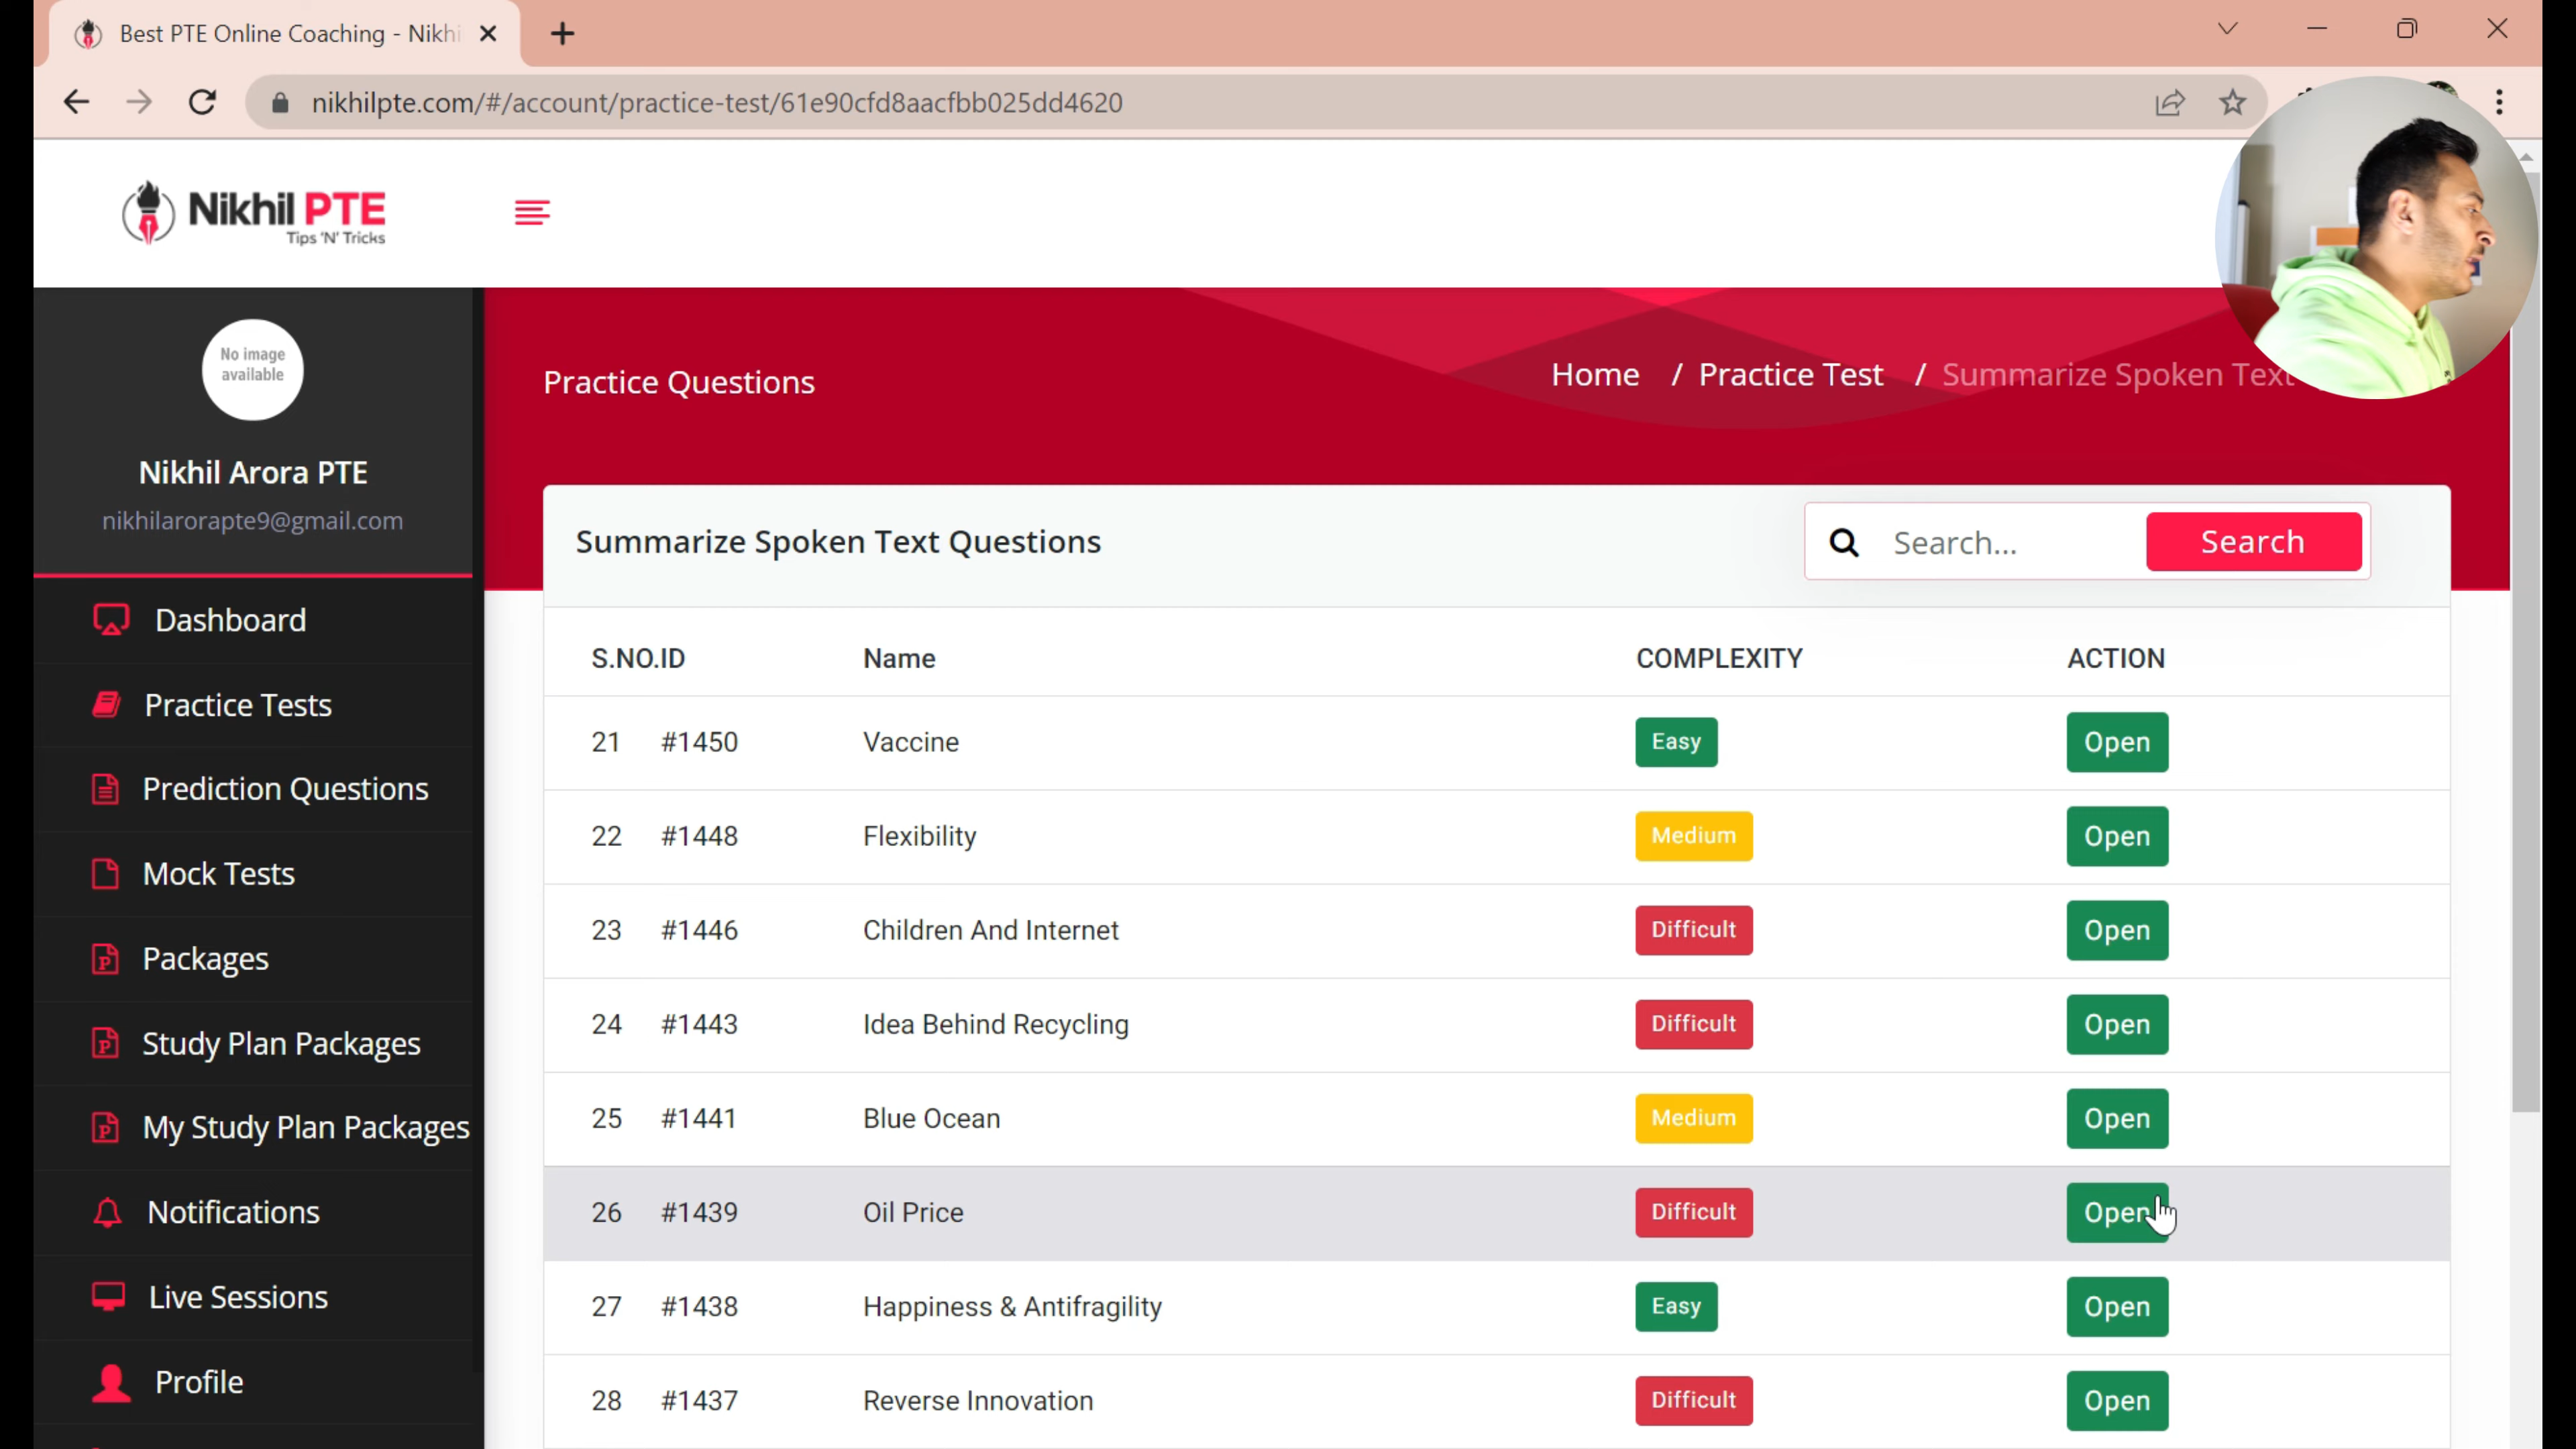 Best PTE Online Coaching - Nikhi
nikhilpte.com/#/account/practice-test/61e90cfd8aacfbb025dd4620
Nikhil PTE
Tips 'N' Tricks
No image
available
Nikhil Arora PTE
nikhilarorapte9@gmail.com
Dashboard
Practice Tests
Prediction Questions
Mock Tests
Packages
Study Plan Packages
My Study Plan Packages
Notifications
Live Sessions
Profile
Practice Questions
Home / Practice Test / Summarize Spoken Text
Summarize Spoken Text Questions
Search... Search
S.NO.ID Name COMPLEXITY ACTION
21 #1450 Vaccine Easy Open
22 #1448 Flexibility Medium Open
23 #1446 Children And Internet Difficult Open
24 #1443 Idea Behind Recycling Difficult Open
25 #1441 Blue Ocean Medium Open
26 #1439 Oil Price Difficult Open
27 #1438 Happiness & Antifragility Easy Open
28 #1437 Reverse Innovation Difficult Open